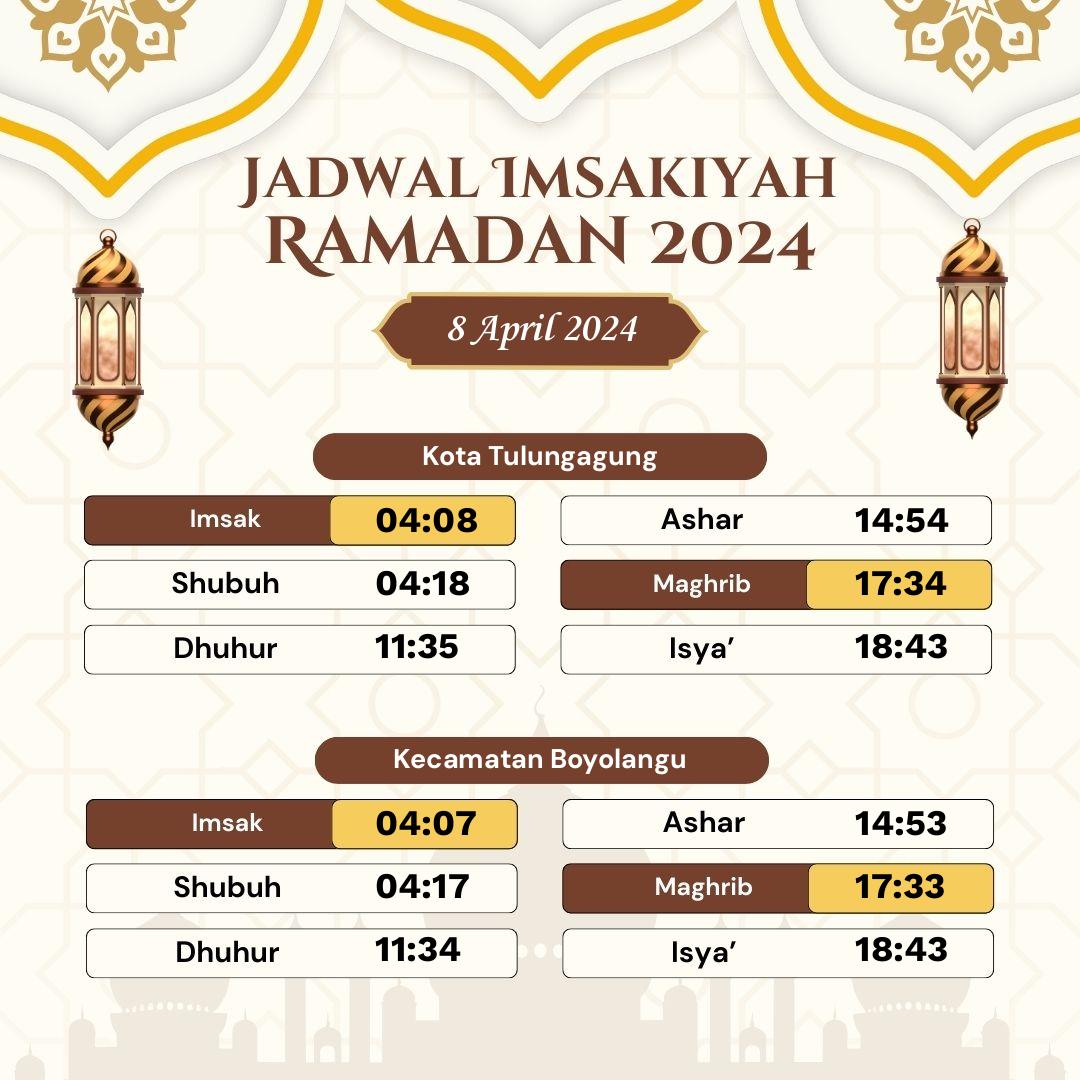 Jadwal Imsakiyah
Ramadan 2024
8 April 2024
Kota Tulungagung
Imsak 04:08
Shubuh 04:18
Dhuhur 11:35
Ashar 14:54
Maghrib 17:34
Isya’ 18:43
Kecamatan Boyolangu
Imsak 04:07
Shubuh 04:17
Dhuhur 11:34
Ashar 14:53
Maghrib 17:33
Isya’ 18:43